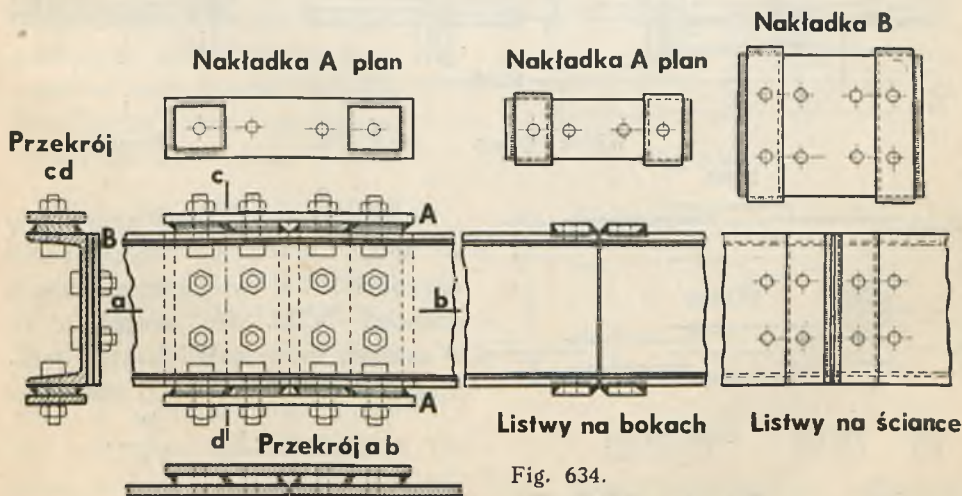 Nakładka A plan
Nakładka A plan
Nakładka B
Przekrój
cd
c
A
B
a
b
A
d
Przekrój a b
Listwy na bokach
Listwy na ściance
Fig. 634.